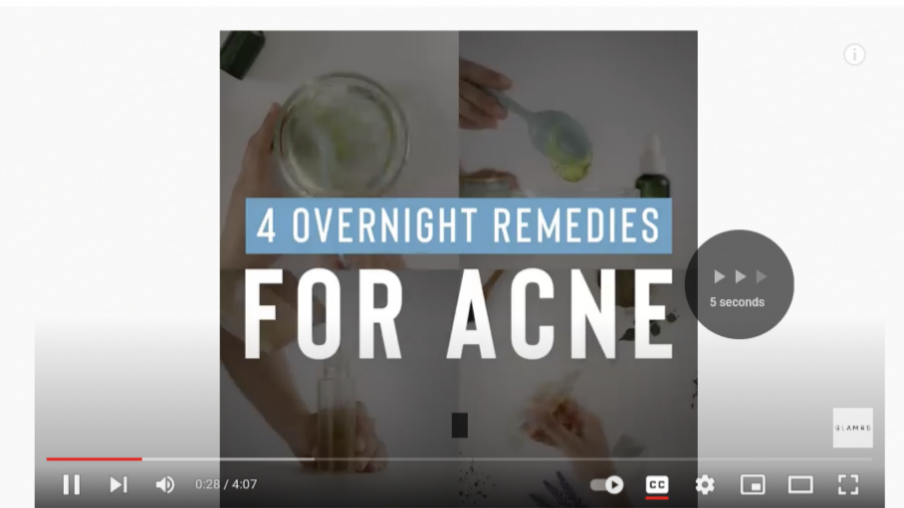 4 OVERNIGHT REMEDIES
FOR ACNE
5 seconds
GLAMRS
0:28 / 4:07
CC